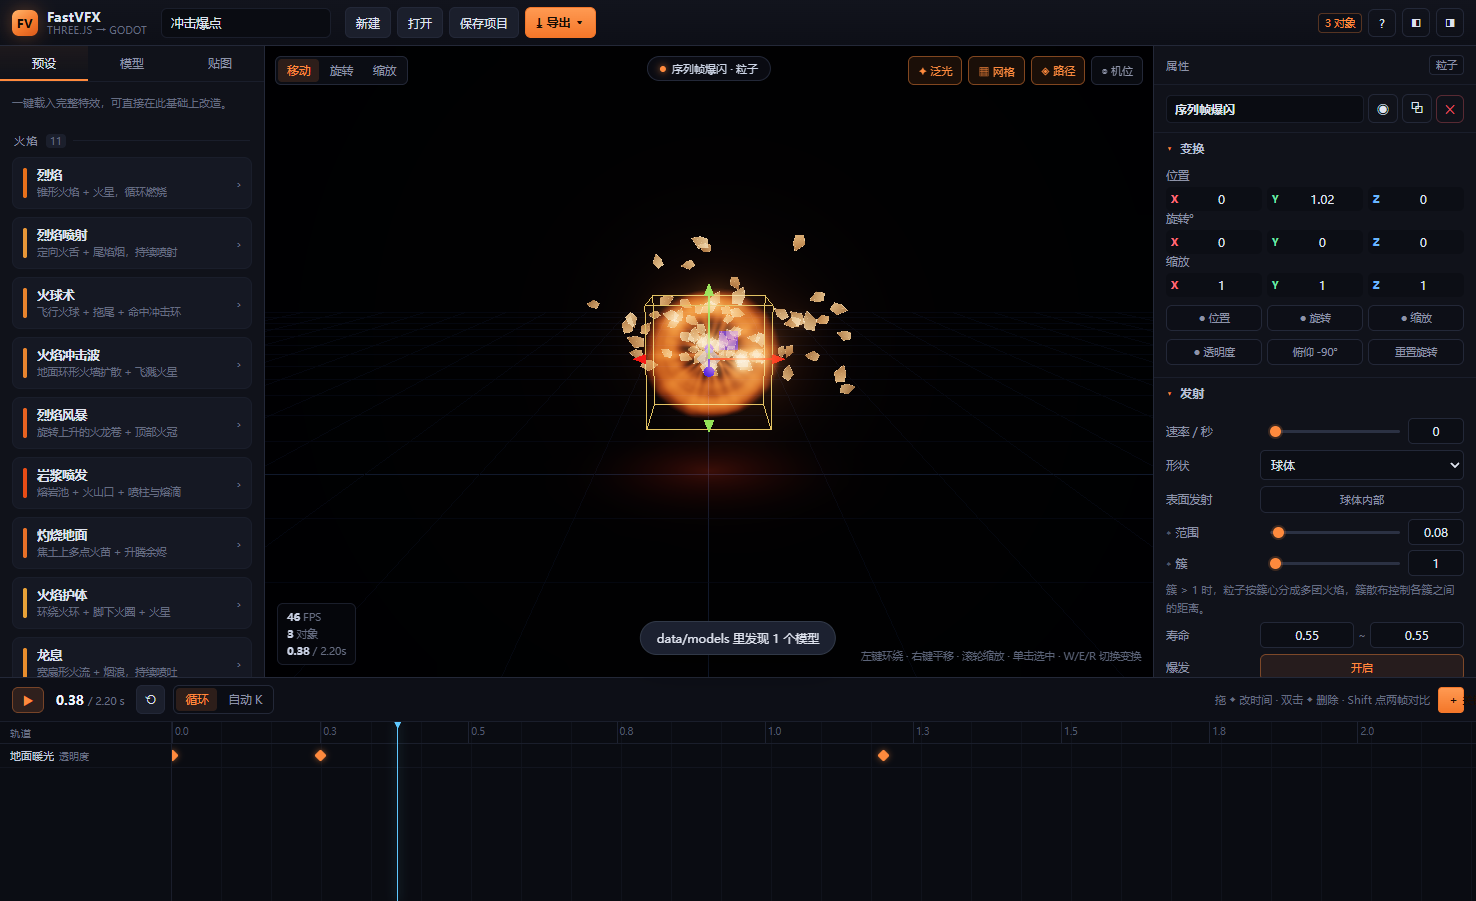 FV
FastVFX
THREE.JS → GODOT
冲击爆点
新建
打开
保存项目
导出
3 对象
?
预设
模型
贴图
一键载入完整特效，可直接在此基础上改造。
火焰 11
烈焰
锥形火焰 + 火星，循环燃烧
烈焰喷射
定向火舌 + 尾焰烟，持续喷射
火球术
飞行火球 + 拖尾 + 命中冲击环
火焰冲击波
地面环形火墙扩散 + 飞溅火星
烈焰风暴
旋转上升的火龙卷 + 顶部火冠
岩浆喷发
熔岩池 + 火山口 + 喷柱与熔滴
灼烧地面
焦土上多点火苗 + 升腾余烬
火焰护体
环绕火环 + 脚下火圈 + 火星
龙息
宽扇形火流 + 烟浪，持续喷吐
移动
旋转
缩放
序列帧爆闪 · 粒子
泛光
网格
路径
机位
46 FPS
3 对象
0.38 / 2.20s
data/models 里发现 1 个模型
左键环绕 · 右键平移 · 滚轮缩放 · 单击选中 · W/E/R 切换变换
属性
粒子
序列帧爆闪
变换
位置
X 0 Y 1.02 Z 0
旋转°
X 0 Y 0 Z 0
缩放
X 1 Y 1 Z 1
位置
旋转
缩放
透明度
俯仰 -90°
重置旋转
发射
速率 / 秒 0
形状 球体
表面发射 球体内部
范围 0.08
簇 1
簇 > 1 时，粒子按簇心分成多团火焰，簇散布控制各簇之间的距离。
寿命 0.55 ~ 0.55
爆发 开启
0.38 / 2.20 s
循环
自动 K
拖 ◆ 改时间 · 双击 ◆ 删除 · Shift 点两帧对比
+
轨道
0.0 0.3 0.5 0.8 1.0 1.3 1.5 1.8 2.0
地面暖光 透明度